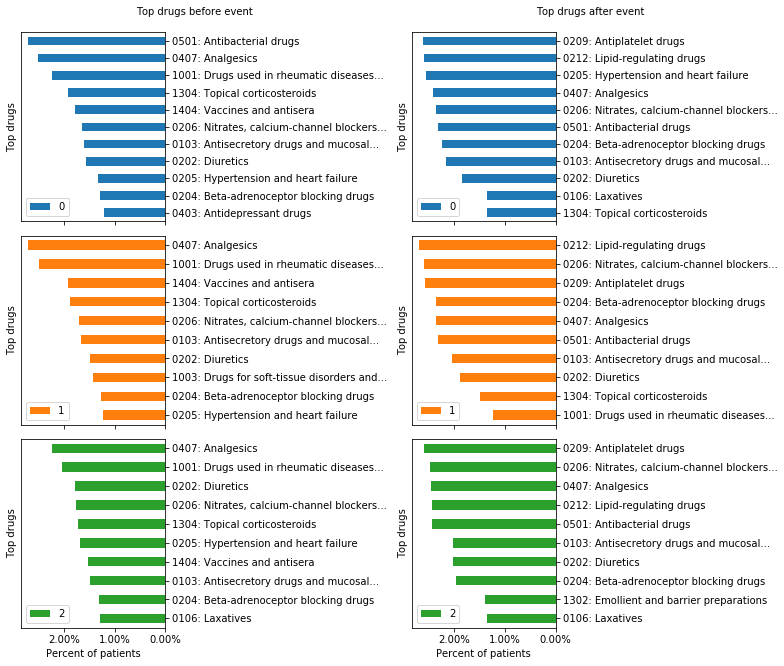 Top drugs before event
Top drugs
0501: Antibacterial drugs
0407: Analgesics
1001: Drugs used in rheumatic diseases...
1304: Topical corticosteroids
1404: Vaccines and antisera
0206: Nitrates, calcium-channel blockers...
0103: Antisecretory drugs and mucosal...
0202: Diuretics
0205: Hypertension and heart failure
0204: Beta-adrenoceptor blocking drugs
0403: Antidepressant drugs
0
Top drugs after event
Top drugs
0209: Antiplatelet drugs
0212: Lipid-regulating drugs
0205: Hypertension and heart failure
0407: Analgesics
0206: Nitrates, calcium-channel blockers...
0501: Antibacterial drugs
0204: Beta-adrenoceptor blocking drugs
0103: Antisecretory drugs and mucosal...
0202: Diuretics
0106: Laxatives
1304: Topical corticosteroids
0
Top drugs
0407: Analgesics
1001: Drugs used in rheumatic diseases...
1404: Vaccines and antisera
1304: Topical corticosteroids
0206: Nitrates, calcium-channel blockers...
0103: Antisecretory drugs and mucosal...
0202: Diuretics
1003: Drugs for soft-tissue disorders and...
0204: Beta-adrenoceptor blocking drugs
0205: Hypertension and heart failure
1
Top drugs
0212: Lipid-regulating drugs
0206: Nitrates, calcium-channel blockers...
0209: Antiplatelet drugs
0204: Beta-adrenoceptor blocking drugs
0407: Analgesics
0501: Antibacterial drugs
0103: Antisecretory drugs and mucosal...
0202: Diuretics
1304: Topical corticosteroids
1001: Drugs used in rheumatic diseases...
1
Top drugs
0407: Analgesics
1001: Drugs used in rheumatic diseases...
0202: Diuretics
0206: Nitrates, calcium-channel blockers...
1304: Topical corticosteroids
0205: Hypertension and heart failure
1404: Vaccines and antisera
0103: Antisecretory drugs and mucosal...
0204: Beta-adrenoceptor blocking drugs
0106: Laxatives
2
2.00% 1.00% 0.00%
Percent of patients
Top drugs
0209: Antiplatelet drugs
0206: Nitrates, calcium-channel blockers...
0407: Analgesics
0212: Lipid-regulating drugs
0501: Antibacterial drugs
0103: Antisecretory drugs and mucosal...
0202: Diuretics
0204: Beta-adrenoceptor blocking drugs
1302: Emollient and barrier preparations
0106: Laxatives
2
2.00% 1.00% 0.00%
Percent of patients